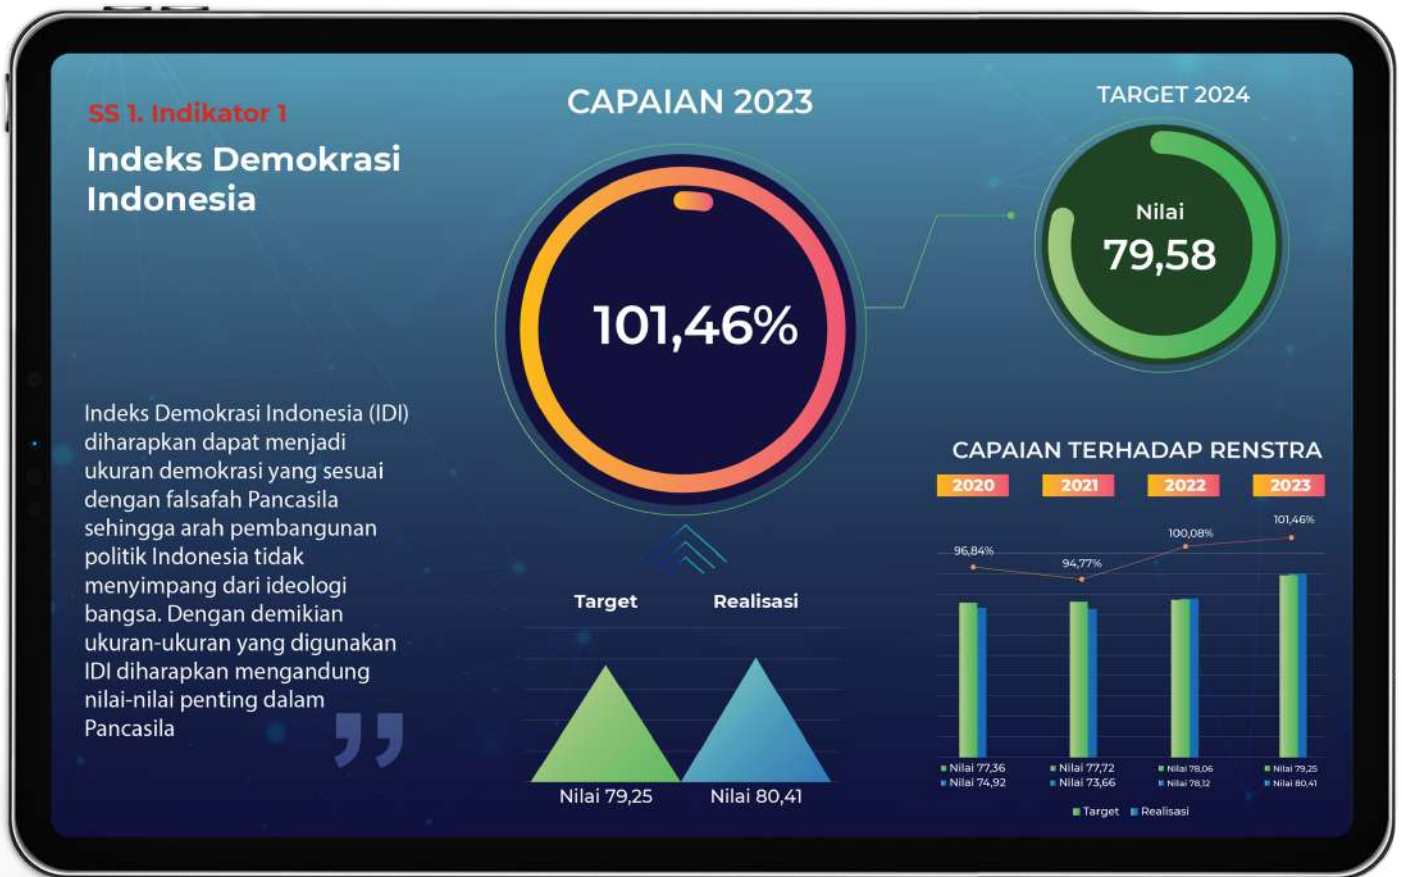 SS 1. Indikator 1
Indeks Demokrasi
Indonesia
Indeks Demokrasi Indonesia (IDI)
diharapkan dapat menjadi
ukuran demokrasi yang sesuai
dengan falsafah Pancasila
sehingga arah pembangunan
politik Indonesia tidak
menyimpang dari ideologi
bangsa. Dengan demikian
ukuran-ukuran yang digunakan
IDI diharapkan mengandung
nilai-nilai penting dalam
Pancasila
”
CAPAIAN 2023
101,46%
Target Realisasi
Nilai 79,25 Nilai 80,41
TARGET 2024
Nilai
79,58
CAPAIAN TERHADAP RENSTRA
2020 2021 2022 2023
96,84% 94,77% 100,08% 101,46%
Nilai 77,36 Nilai 77,72 Nilai 78,06 Nilai 79,25
Nilai 74,92 Nilai 73,66 Nilai 78,12 Nilai 80,41
Target Realisasi